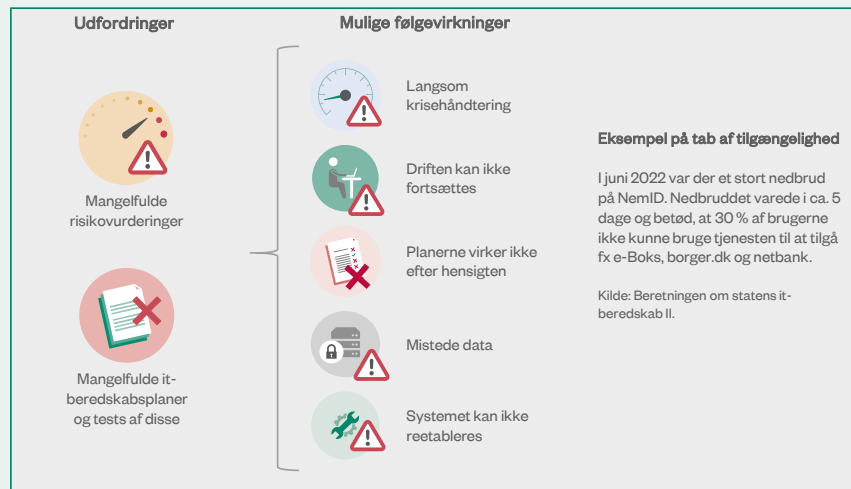 Udfordringer
Mangelfulde
risikovurderinger
Mangelfulde it-
beredskabsplaner
og tests af disse
Mulige følgevirkninger
Langsom
krisehåndtering
Driften kan ikke
fortsættes
Planerne virker ikke
efter hensigten
Mistede data
Systemet kan ikke
reetableres
Eksempel på tab af tilgængelighed
I juni 2022 var der et stort nedbrud
på NemID. Nedbruddet varede i ca. 5
dage og betød, at 30 % af brugerne
ikke kunne bruge tjenesten til at tilgå
fx e-Boks, borger.dk og netbank.
Kilde: Beretningen om statens it-
beredskab II.